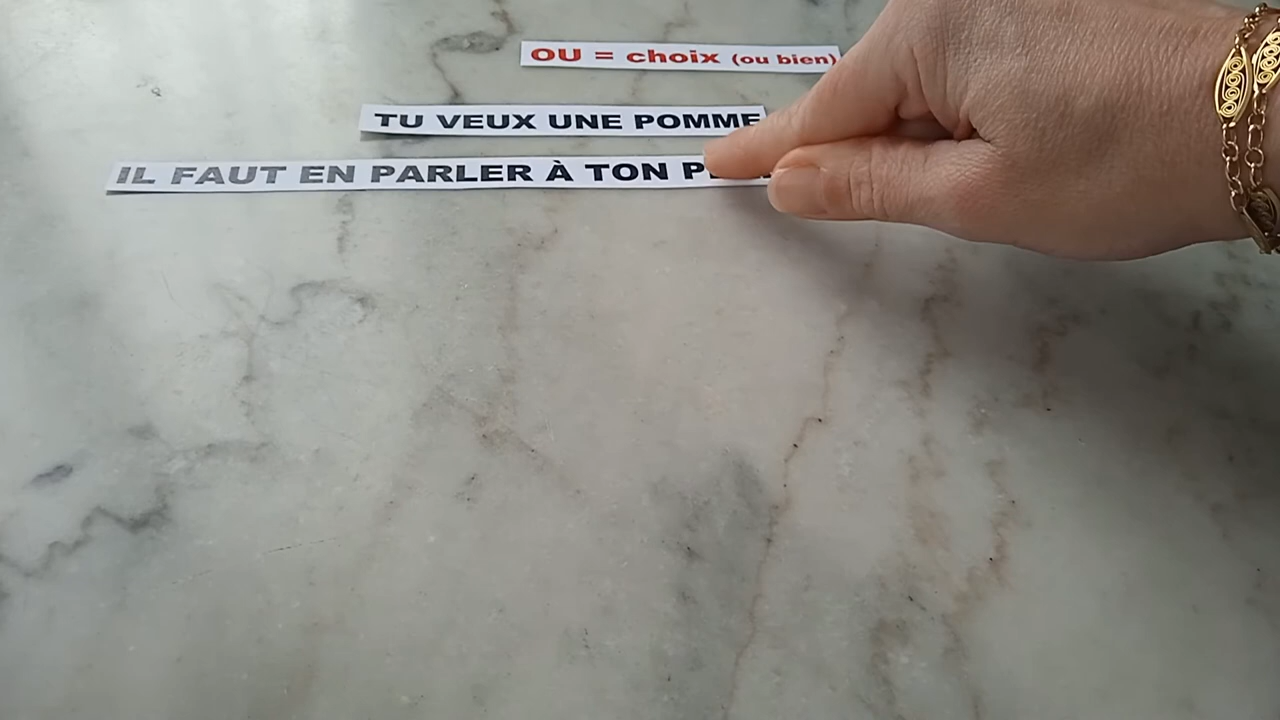 OU = choix (ou bien)
TU VEUX UNE POMME
IL FAUT EN PARLER À TON